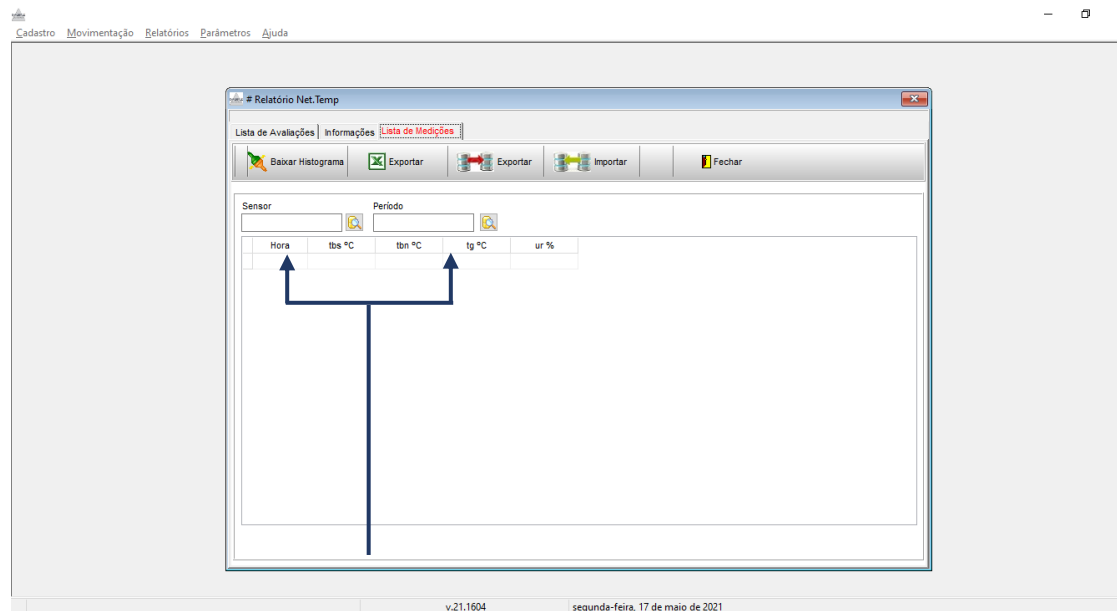 Cadastro Movimentação Relatórios Parâmetros Ajuda
# Relatório Net.Temp
Lista de Avaliações Informações Lista de Medições
Baixar Histograma Exportar Exportar Importar Fechar
Sensor Período
Hora tbs ºC tbn ºC tg ºC ur %
v.21.1604 segunda-feira, 17 de maio de 2021